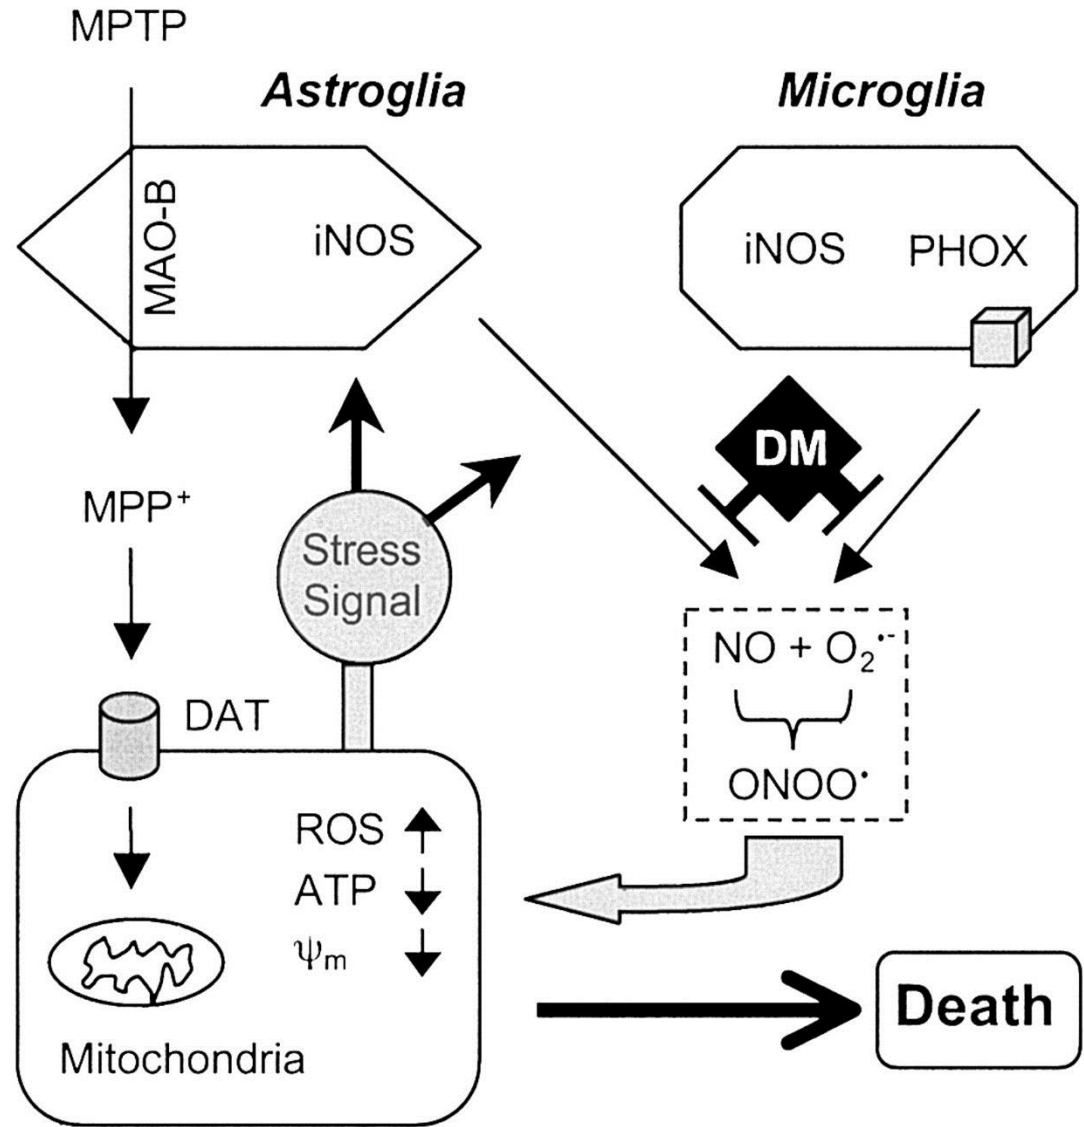 MPTP
Astroglia
Microglia
MAO-B
iNOS
iNOS PHOX
DM
MPP⁺
Stress
Signal
NO + O₂•-
DAT
ONOO•
ROS
ATP
ψm
Mitochondria
Death